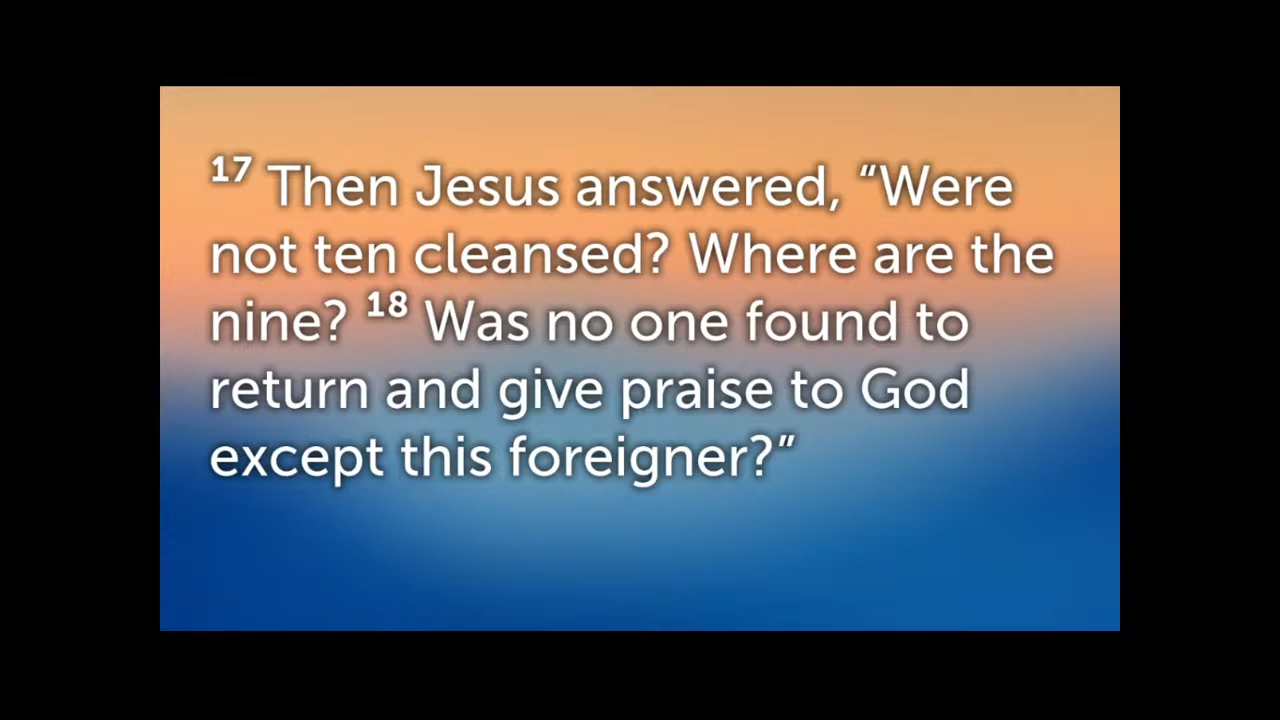 17 Then Jesus answered, “Were
not ten cleansed? Where are the
nine? 18 Was no one found to
return and give praise to God
except this foreigner?”